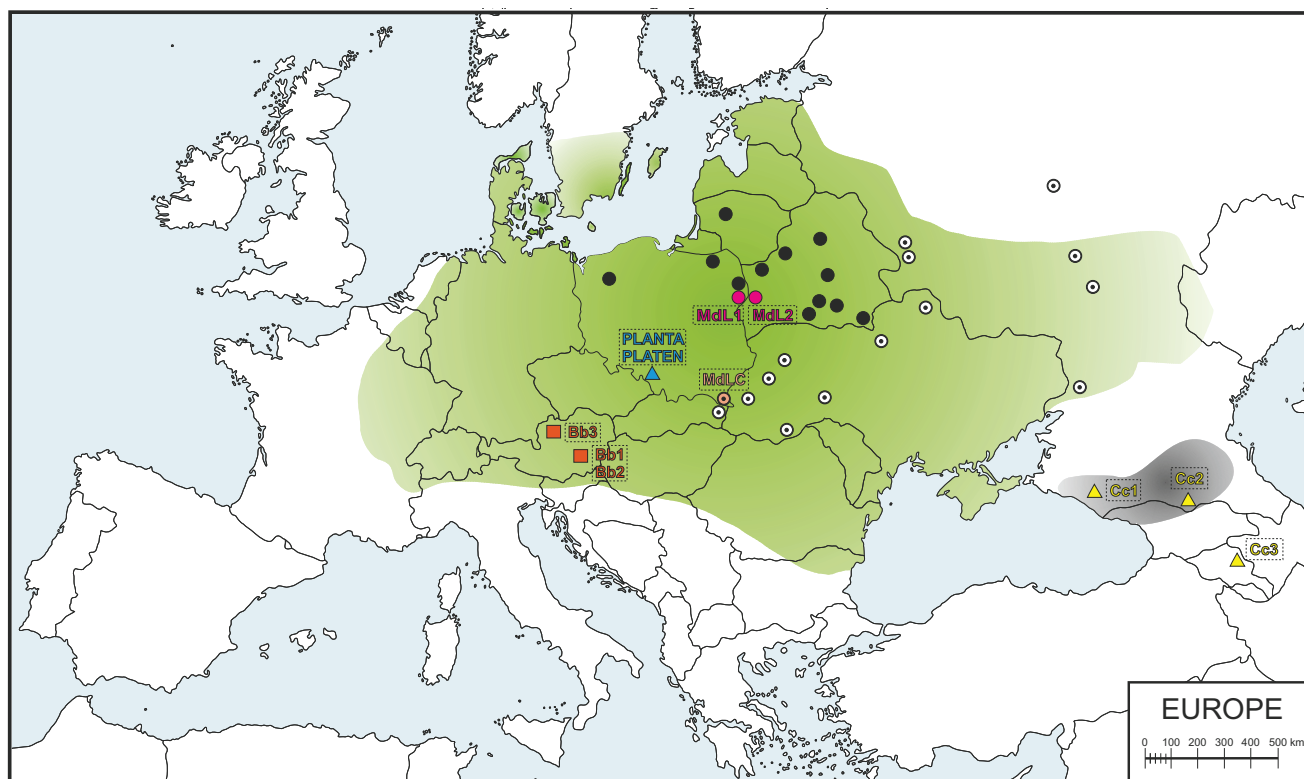 MdL1
MdL2
PLANTA
PLATEN
MdLC
Bb3
Bb1
Bb2
Cc1
Cc2
Cc3
EUROPE
0 100 200 300 400 500 km